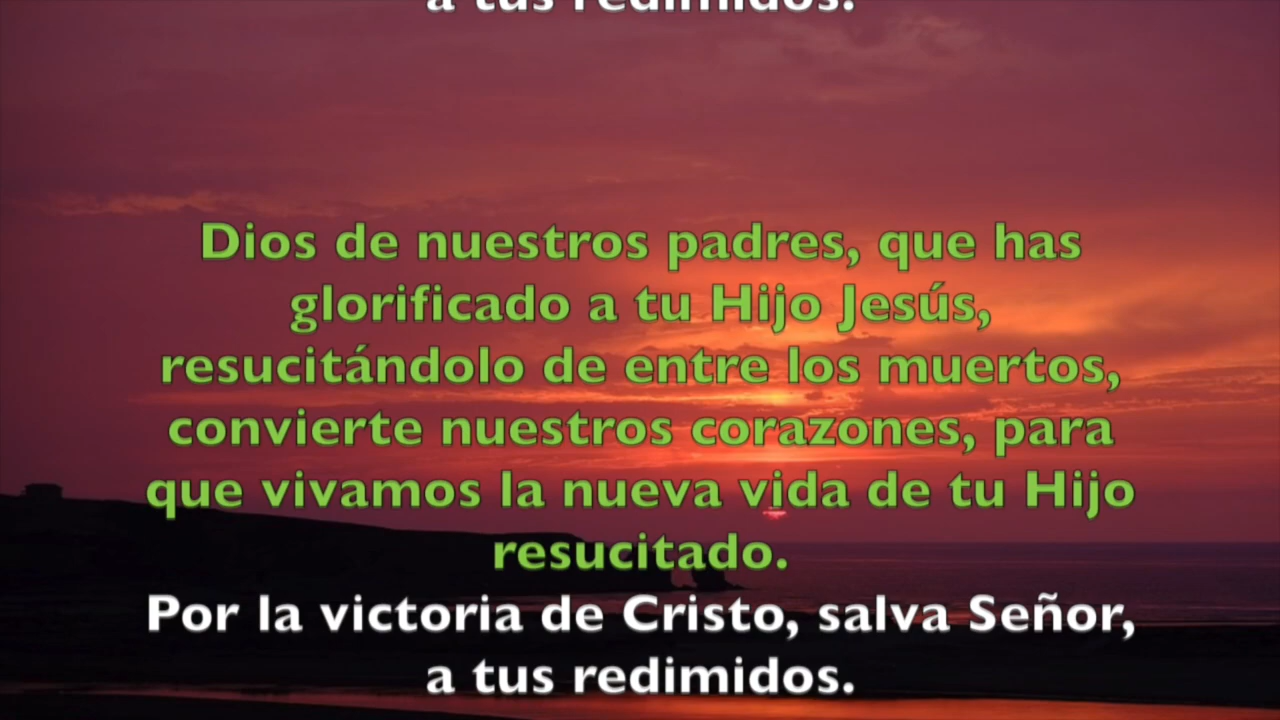 a tus redimidos.
Dios de nuestros padres, que has
glorificado a tu Hijo Jesús,
resucitándolo de entre los muertos,
convierte nuestros corazones, para
que vivamos la nueva vida de tu Hijo
resucitado.
Por la victoria de Cristo, salva Señor,
a tus redimidos.